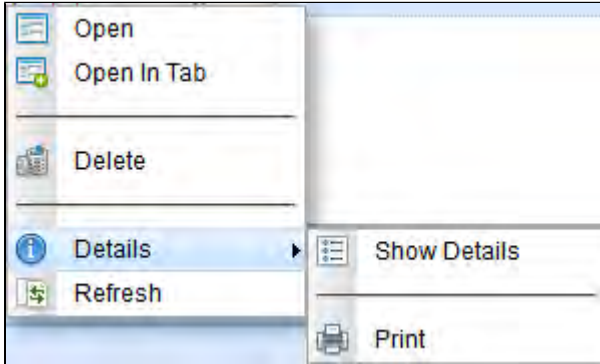 Open
Open In Tab
Delete
Details
Show Details
Refresh
Print